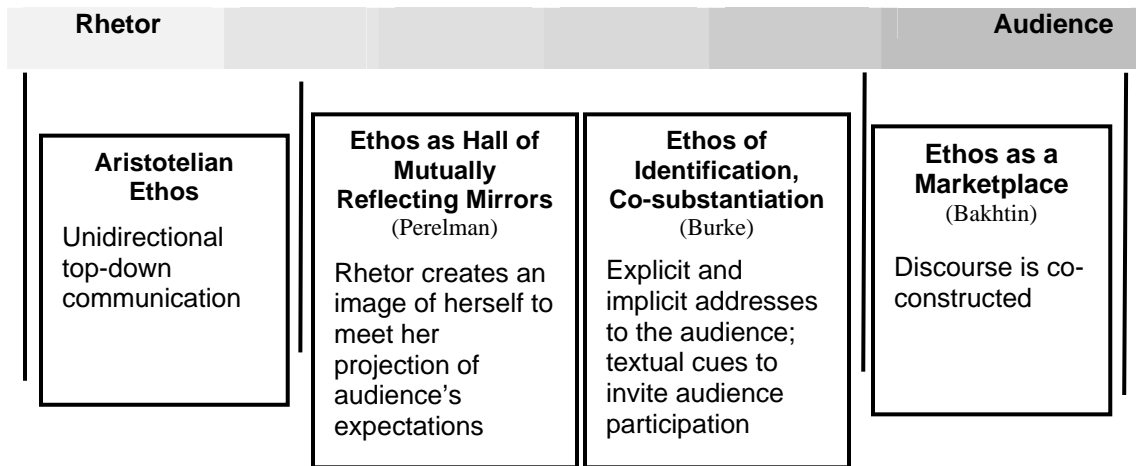 Rhetor
Audience
Aristotelian
Ethos
Unidirectional
top-down
communication
Ethos as Hall of
Mutually
Reflecting Mirrors
(Perelman)
Rhetor creates an
image of herself to
meet her
projection of
audience’s
expectations
Ethos of
Identification,
Co-substantiation
(Burke)
Explicit and
implicit addresses
to the audience;
textual cues to
invite audience
participation
Ethos as a
Marketplace
(Bakhtin)
Discourse is co-
constructed